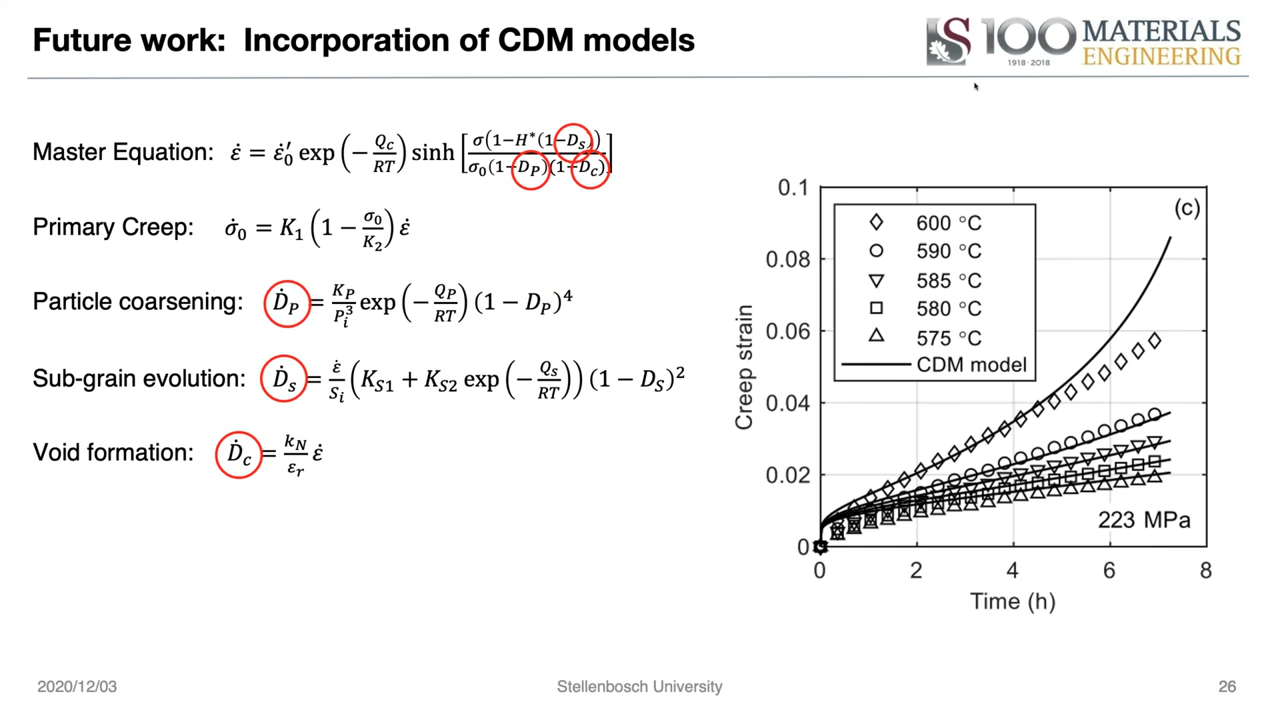 Future work: Incorporation of CDM models
S 100 MATERIALS ENGINEERING
1918 · 2018
Master Equation: ε̇ = ε̇₀′ exp(−Q_c/RT) sinh[σ(1−H*(1−D_s))/σ₀(1−D_P)(1−D_c)]
Primary Creep: σ̇₀ = K₁(1 − σ₀/K₂)ε̇
Particle coarsening: Ḋ_P = K_P/P_i³ exp(−Q_P/RT)(1 − D_P)⁴
Sub-grain evolution: Ḋ_s = ε̇/S_i (K_S1 + K_S2 exp(−Q_s/RT))(1 − D_S)²
Void formation: Ḋ_c = k_N/ε_r ε̇
(c)
600 °C
590 °C
585 °C
580 °C
575 °C
CDM model
223 MPa
Creep strain
0.1
0.08
0.06
0.04
0.02
0
0 2 4 6 8
Time (h)
2020/12/03
Stellenbosch University
26